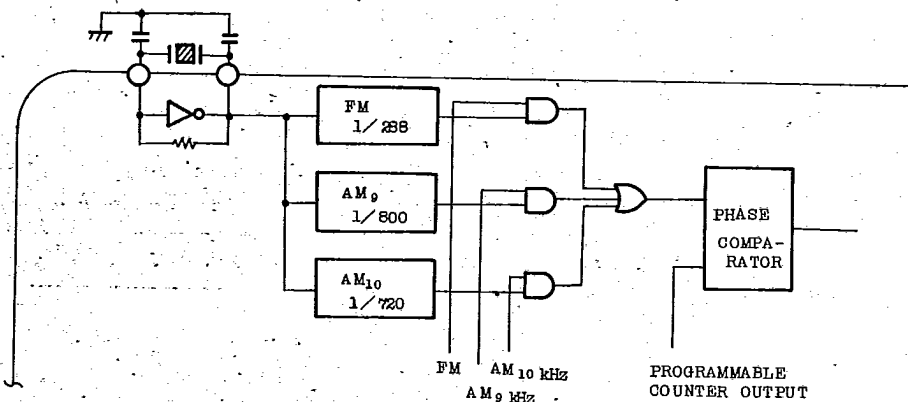 FM
1/288
AM9
1/800
AM10
1/720
PHASE
COMPA-
RATOR
FM
AM10 kHz
AM9 kHz
PROGRAMMABLE
COUNTER OUTPUT